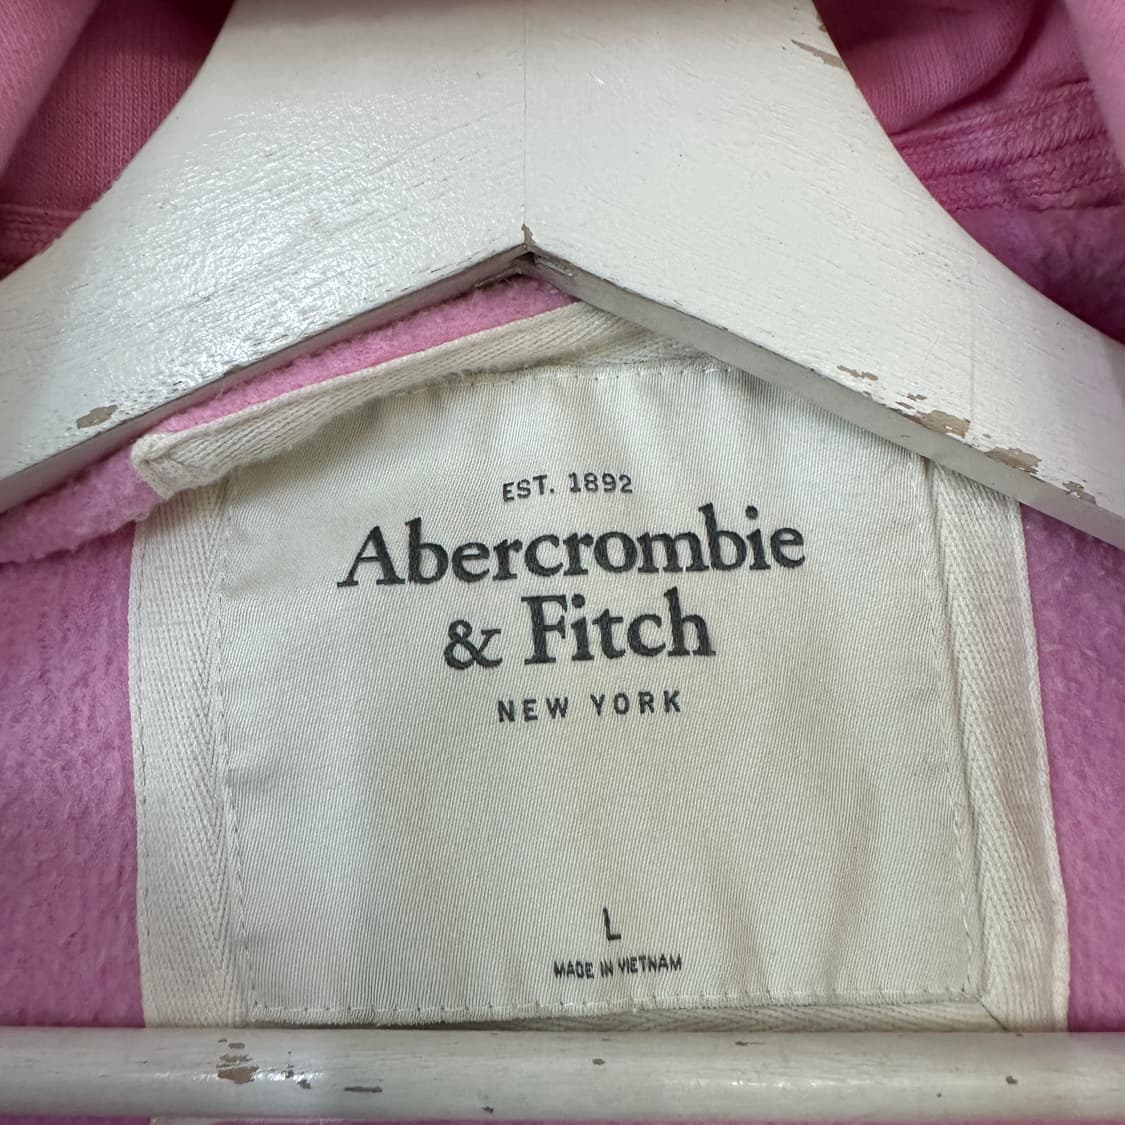 EST. 1892
Abercrombie
& Fitch
NEW YORK
L
MADE IN VIETNAM